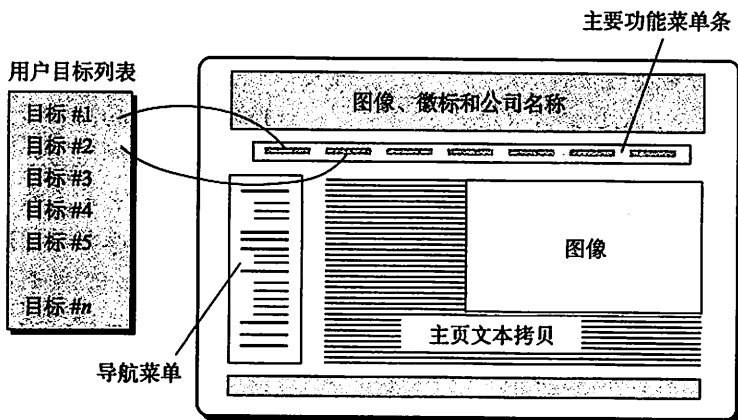 主要功能菜单条
用户目标列表
目标 #1
目标 #2
目标 #3
目标 #4
目标 #5
目标 #n
图像、徽标和公司名称
图像
主页文本拷贝
导航菜单